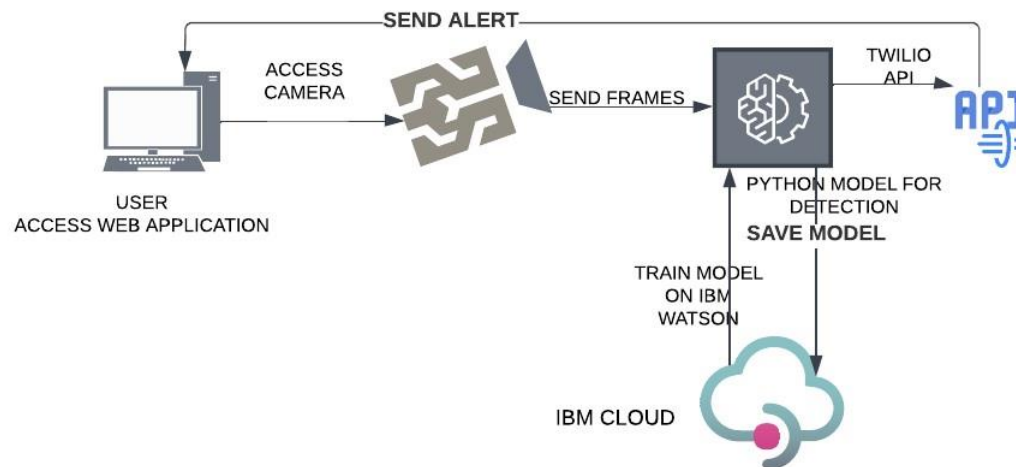 SEND ALERT
ACCESS
CAMERA
TWILIO
API
SEND FRAMES
API
USER
ACCESS WEB APPLICATION
PYTHON MODEL FOR
DETECTION
SAVE MODEL
TRAIN MODEL
ON IBM
WATSON
IBM CLOUD